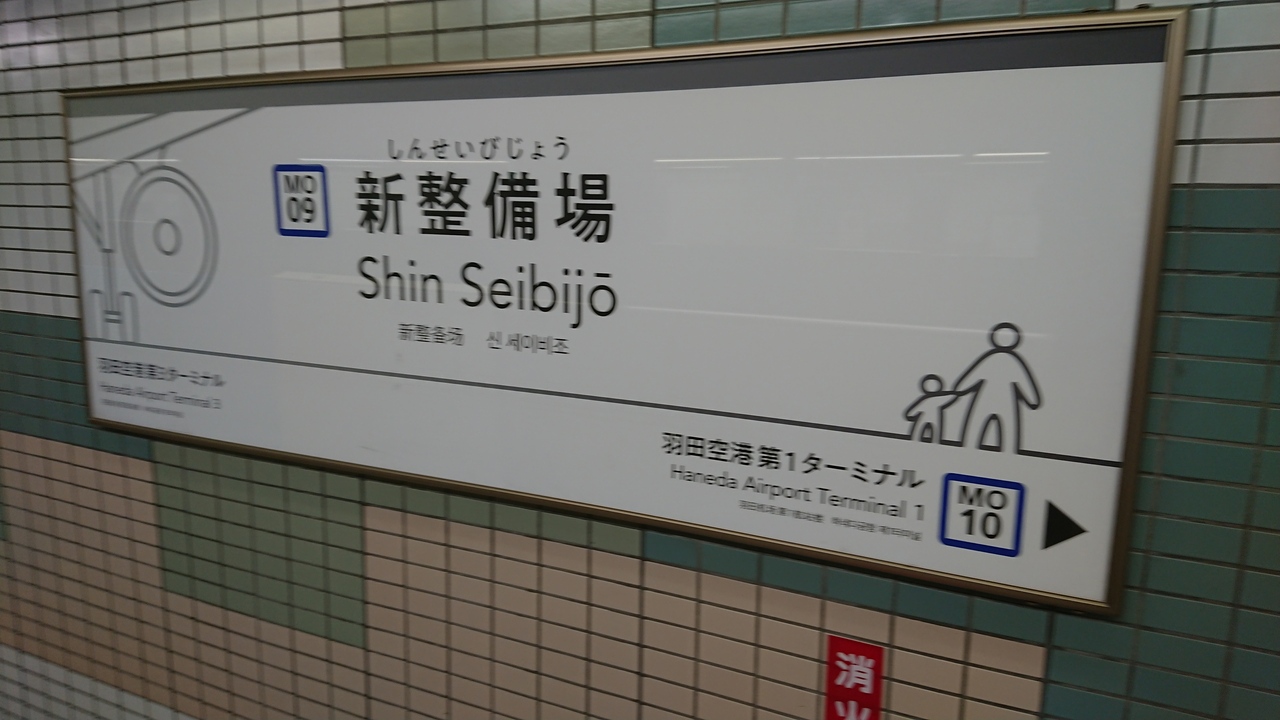 しんせいびじょう
MO
09
新整備場
Shin Seibijō
新整备场 신 세이비조
羽田空港第3ターミナル
Haneda Airport Terminal 3
羽田空港第1ターミナル
Haneda Airport Terminal 1
MO
10
消